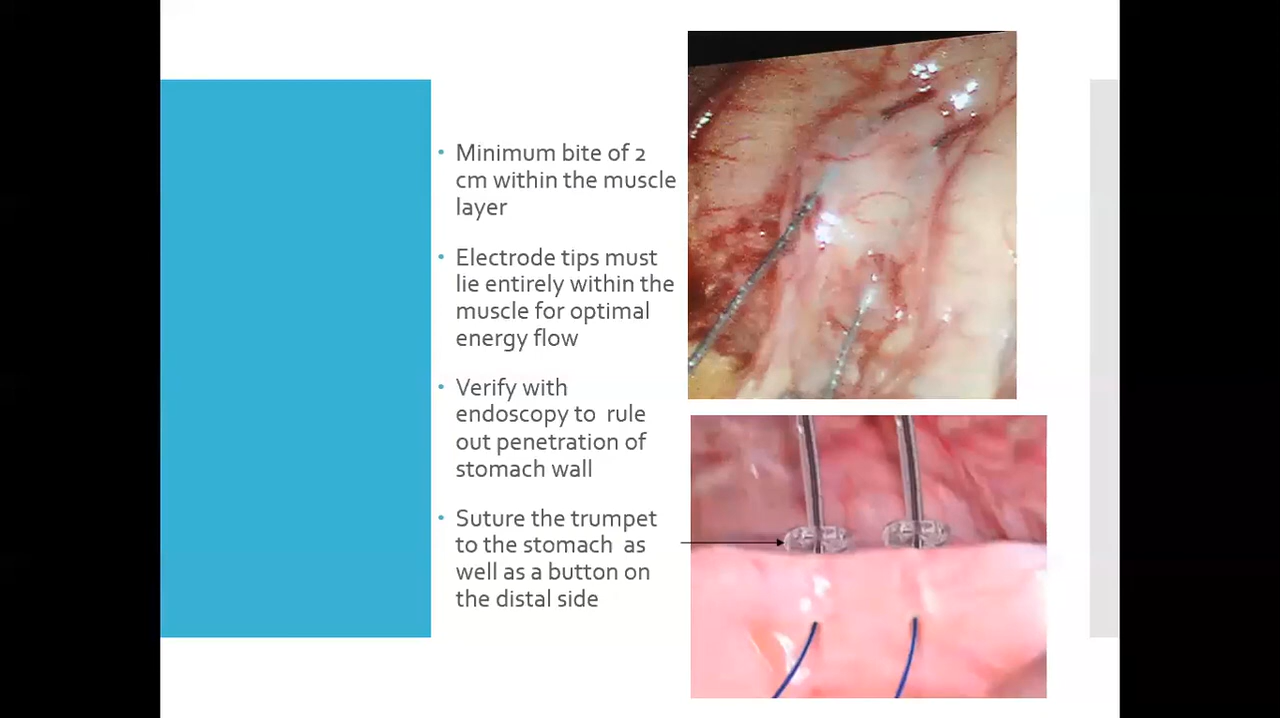 • Minimum bite of 2
cm within the muscle
layer
• Electrode tips must
lie entirely within the
muscle for optimal
energy flow
• Verify with
endoscopy to  rule
out penetration of
stomach wall
• Suture the trumpet
to the stomach  as
well as a button on
the distal side